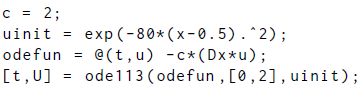 c = 2;
uinit = exp(-80*(x-0.5).^2);
odefun = @(t,u) -c*(Dx*u);
[t,U] = ode113(odefun,[0,2],uinit);